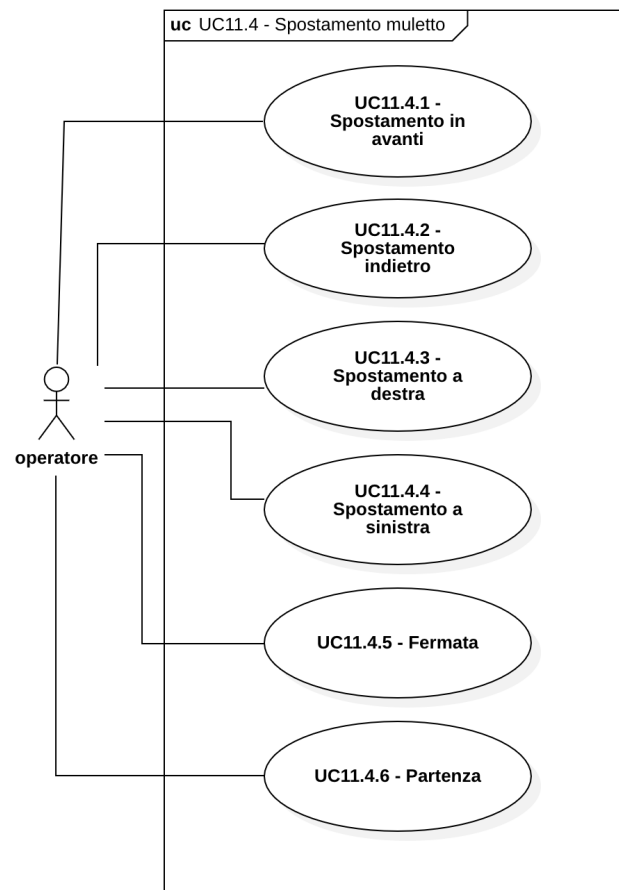 uc UC11.4 - Spostamento muletto
UC11.4.1 -
Spostamento in
avanti
UC11.4.2 -
Spostamento
indietro
UC11.4.3 -
Spostamento a
destra
operatore
UC11.4.4 -
Spostamento a
sinistra
UC11.4.5 - Fermata
UC11.4.6 - Partenza